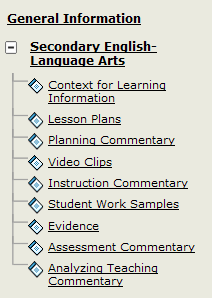 General Information
Secondary English-
Language Arts
Context for Learning
Information
Lesson Plans
Planning Commentary
Video Clips
Instruction Commentary
Student Work Samples
Evidence
Assessment Commentary
Analyzing Teaching
Commentary